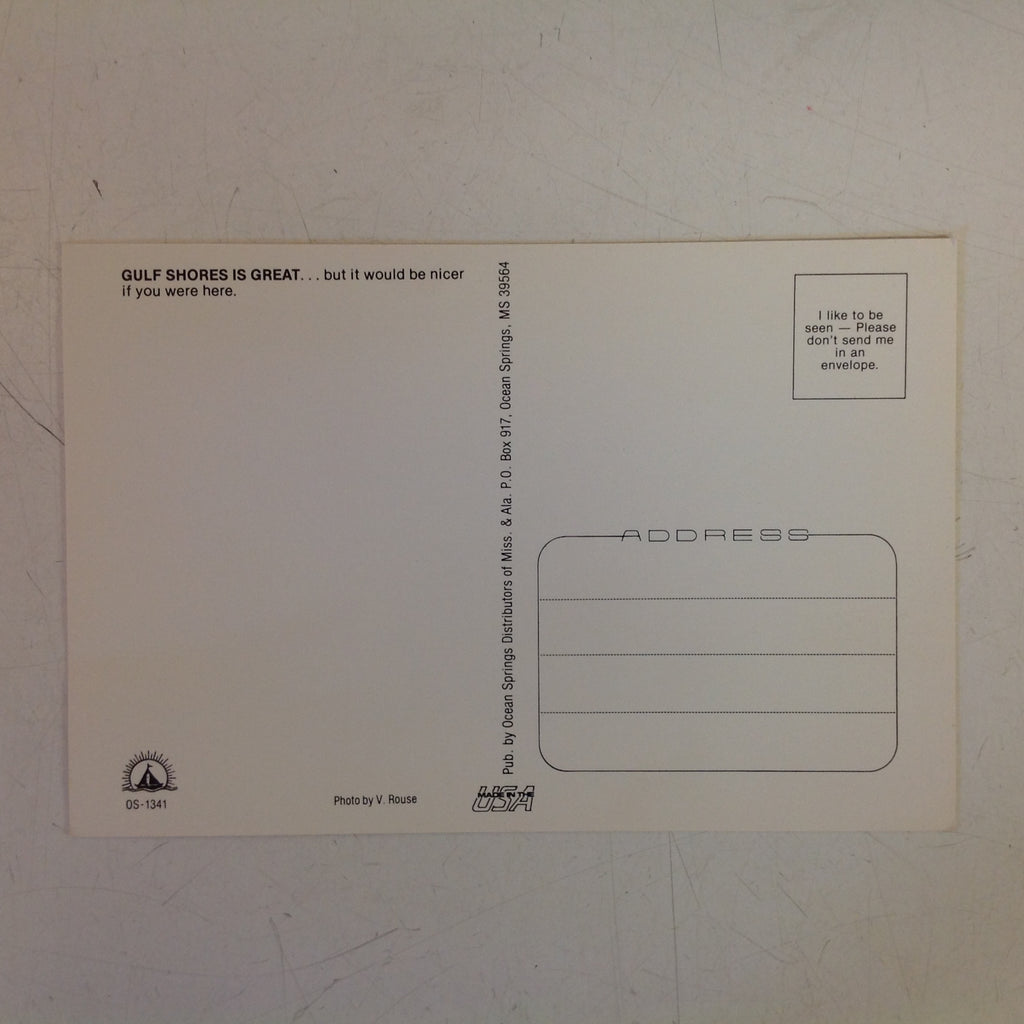 GULF SHORES IS GREAT. . . but it would be nicer
if you were here.
OS-1341
Photo by V. Rouse
Pub. by Ocean Springs Distributors of Miss. & Ala. P.O. Box 917, Ocean Springs, MS 39564
MADE IN THE
USA
I like to be
seen — Please
don't send me
in an
envelope.
ADDRESS